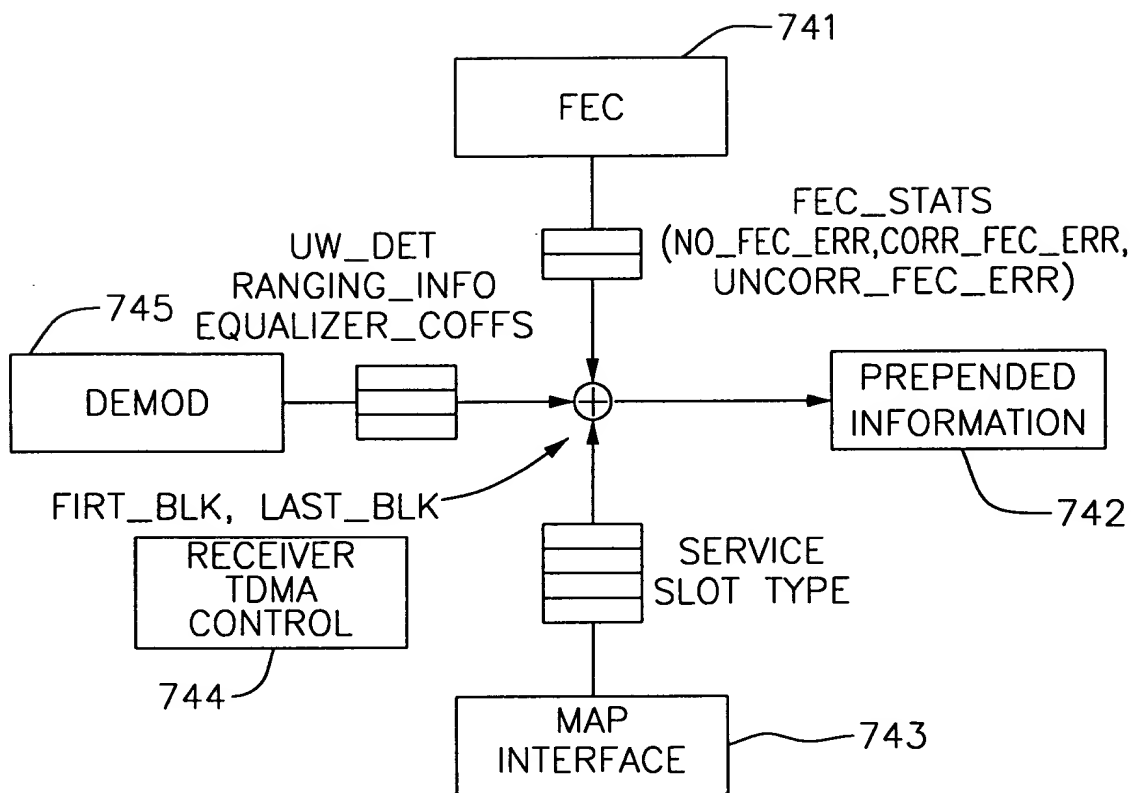 741
FEC
FEC_STATS
(NO_FEC_ERR,CORR_FEC_ERR,
UNCORR_FEC_ERR)
UW_DET
RANGING_INFO
EQUALIZER_COFFS
745
DEMOD
PREPENDED
INFORMATION
742
FIRT_BLK, LAST_BLK
RECEIVER
TDMA
CONTROL
744
SERVICE
SLOT TYPE
MAP
INTERFACE
743